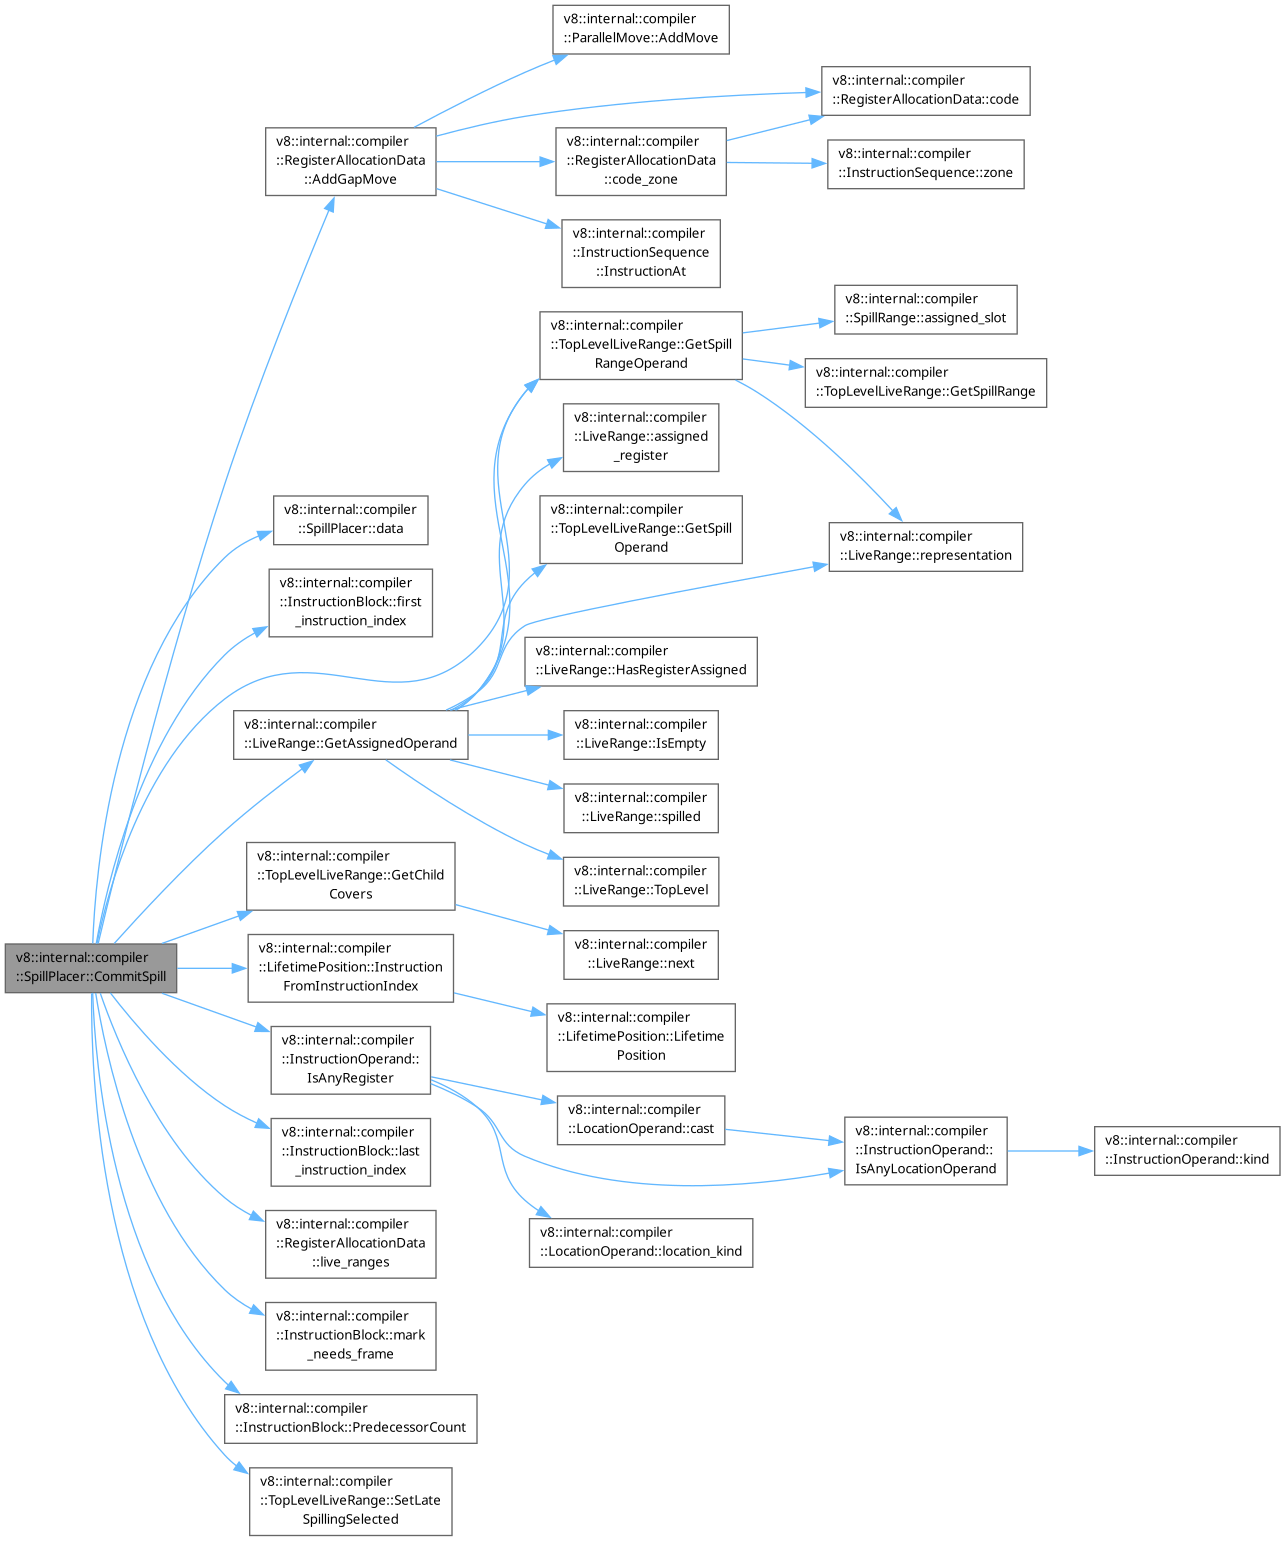 v8::internal::compiler
::ParallelMove::AddMove
v8::internal::compiler
::RegisterAllocationData::code
v8::internal::compiler
::RegisterAllocationData
::AddGapMove
v8::internal::compiler
::RegisterAllocationData
::code_zone
v8::internal::compiler
::InstructionSequence::zone
v8::internal::compiler
::InstructionSequence
::InstructionAt
v8::internal::compiler
::SpillRange::assigned_slot
v8::internal::compiler
::TopLevelLiveRange::GetSpill
RangeOperand
v8::internal::compiler
::TopLevelLiveRange::GetSpillRange
v8::internal::compiler
::LiveRange::assigned
_register
v8::internal::compiler
::SpillPlacer::data
v8::internal::compiler
::TopLevelLiveRange::GetSpill
Operand
v8::internal::compiler
::LiveRange::representation
v8::internal::compiler
::InstructionBlock::first
_instruction_index
v8::internal::compiler
::LiveRange::HasRegisterAssigned
v8::internal::compiler
::LiveRange::GetAssignedOperand
v8::internal::compiler
::LiveRange::IsEmpty
v8::internal::compiler
::LiveRange::spilled
v8::internal::compiler
::TopLevelLiveRange::GetChild
Covers
v8::internal::compiler
::LiveRange::TopLevel
v8::internal::compiler
::LiveRange::next
v8::internal::compiler
::SpillPlacer::CommitSpill
v8::internal::compiler
::LifetimePosition::Instruction
FromInstructionIndex
v8::internal::compiler
::LifetimePosition::Lifetime
Position
v8::internal::compiler
::InstructionOperand::
IsAnyRegister
v8::internal::compiler
::LocationOperand::cast
v8::internal::compiler
::InstructionOperand::
IsAnyLocationOperand
v8::internal::compiler
::InstructionOperand::kind
v8::internal::compiler
::InstructionBlock::last
_instruction_index
v8::internal::compiler
::LocationOperand::location_kind
v8::internal::compiler
::RegisterAllocationData
::live_ranges
v8::internal::compiler
::InstructionBlock::mark
_needs_frame
v8::internal::compiler
::InstructionBlock::PredecessorCount
v8::internal::compiler
::TopLevelLiveRange::SetLate
SpillingSelected